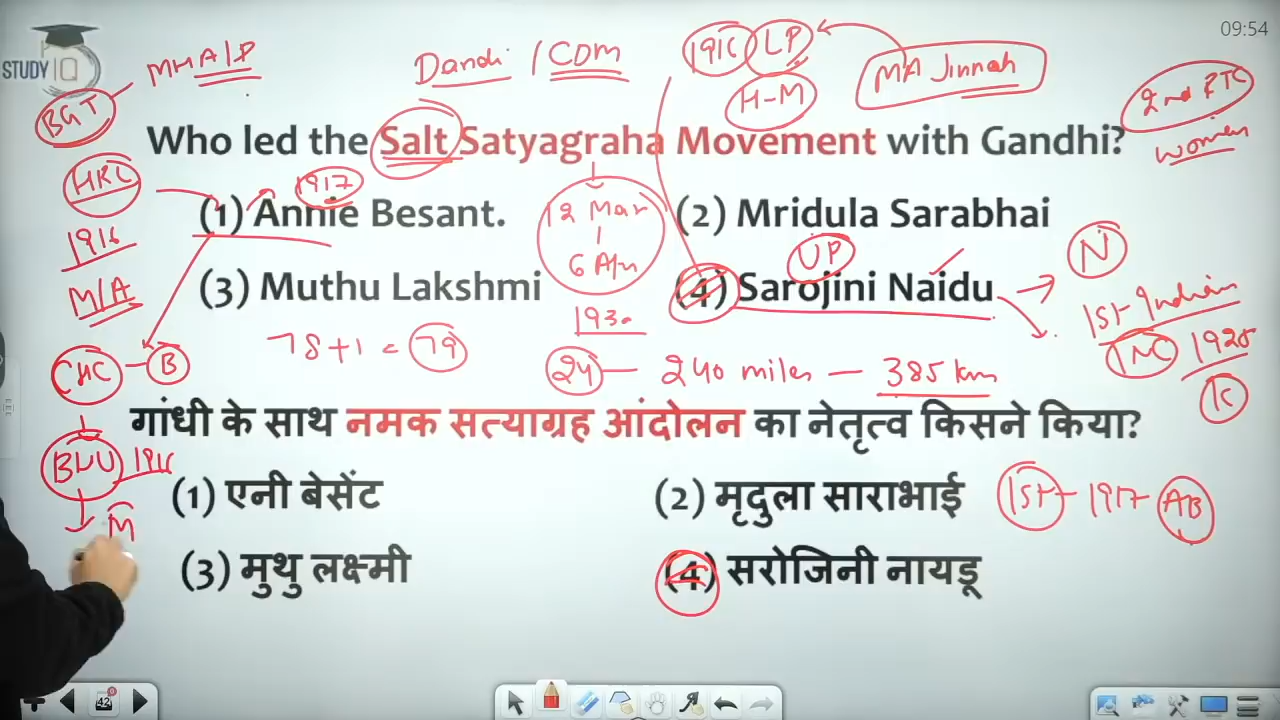 09:54
STUDY IQ
MHA/P
Dandi / CDM
1916 LP
MA Jinnah
H-M
BGT
2nd RTC
women
Who led the Salt Satyagraha Movement with Gandhi?
HRL
1917
(1) Annie Besant.
(2) Mridula Sarabhai
12 Mar
6 Apr
1930
1916
M/A
UP
N
(3) Muthu Lakshmi
(4) Sarojini Naidu
1st Indian
INC 1925
K
78+1 = 79
24 — 240 miles — 385 km
CHC - B
गांधी के साथ नमक सत्याग्रह आंदोलन का नेतृत्व किसने किया?
BHU 1916
M
(1) एनी बेसेंट
(2) मृदुला साराभाई
1st - 1917 - AB
(3) मुथु लक्ष्मी
(4) सरोजिनी नायडू
42